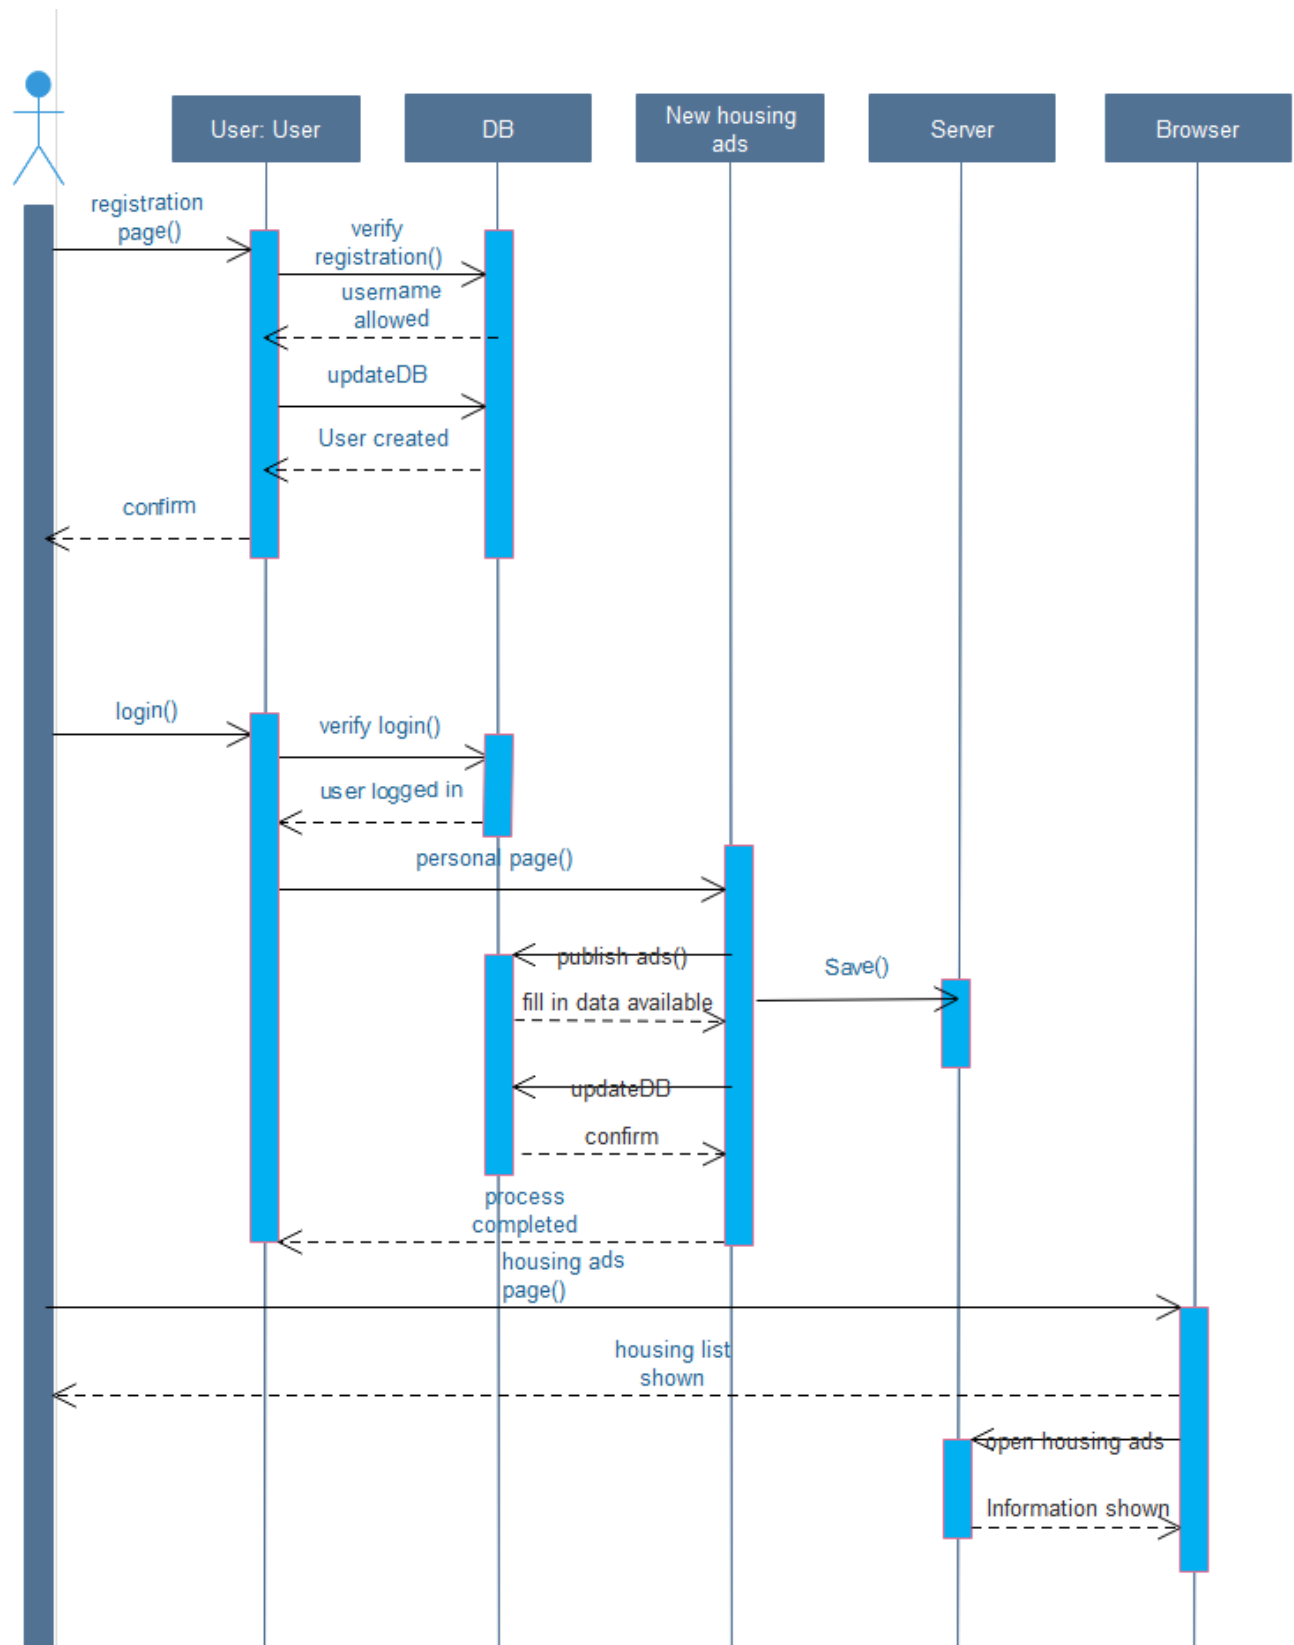 User: User
DB
New housing
ads
Server
Browser
registration
page()
verify
registration()
username
allowed
updateDB
User created
confirm
login()
verify login()
user logged in
personal page()
publish ads()
Save()
fill in data available
updateDB
confirm
process
completed
housing ads
page()
housing list
shown
open housing ads
Information shown